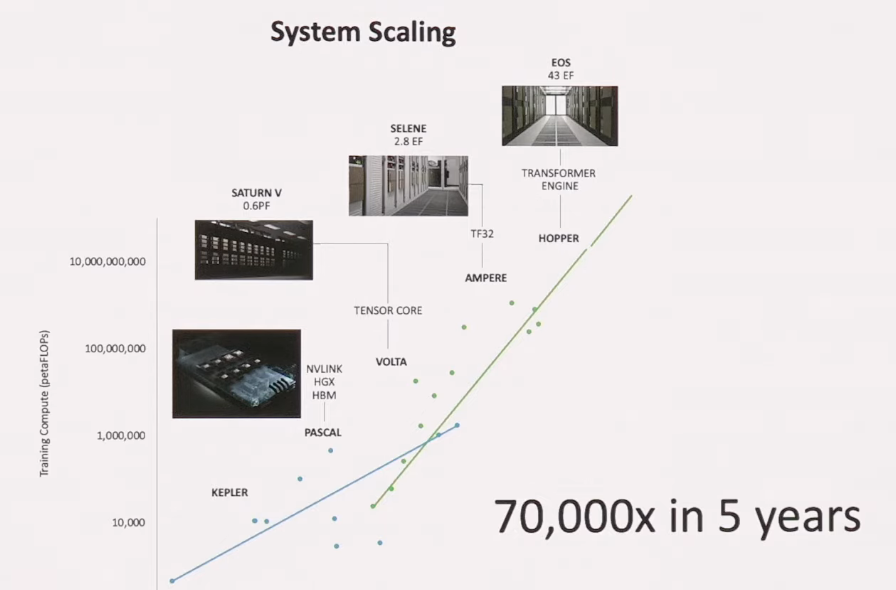 System Scaling
EOS
43 EF
SELENE
2.8 EF
TRANSFORMER
ENGINE
SATURN V
0.6PF
TF32
HOPPER
10,000,000,000
AMPERE
TENSOR CORE
100,000,000
VOLTA
NVLINK
HGX
HBM
Training Compute (petaFLOPs)
PASCAL
1,000,000
KEPLER
70,000x in 5 years
10,000